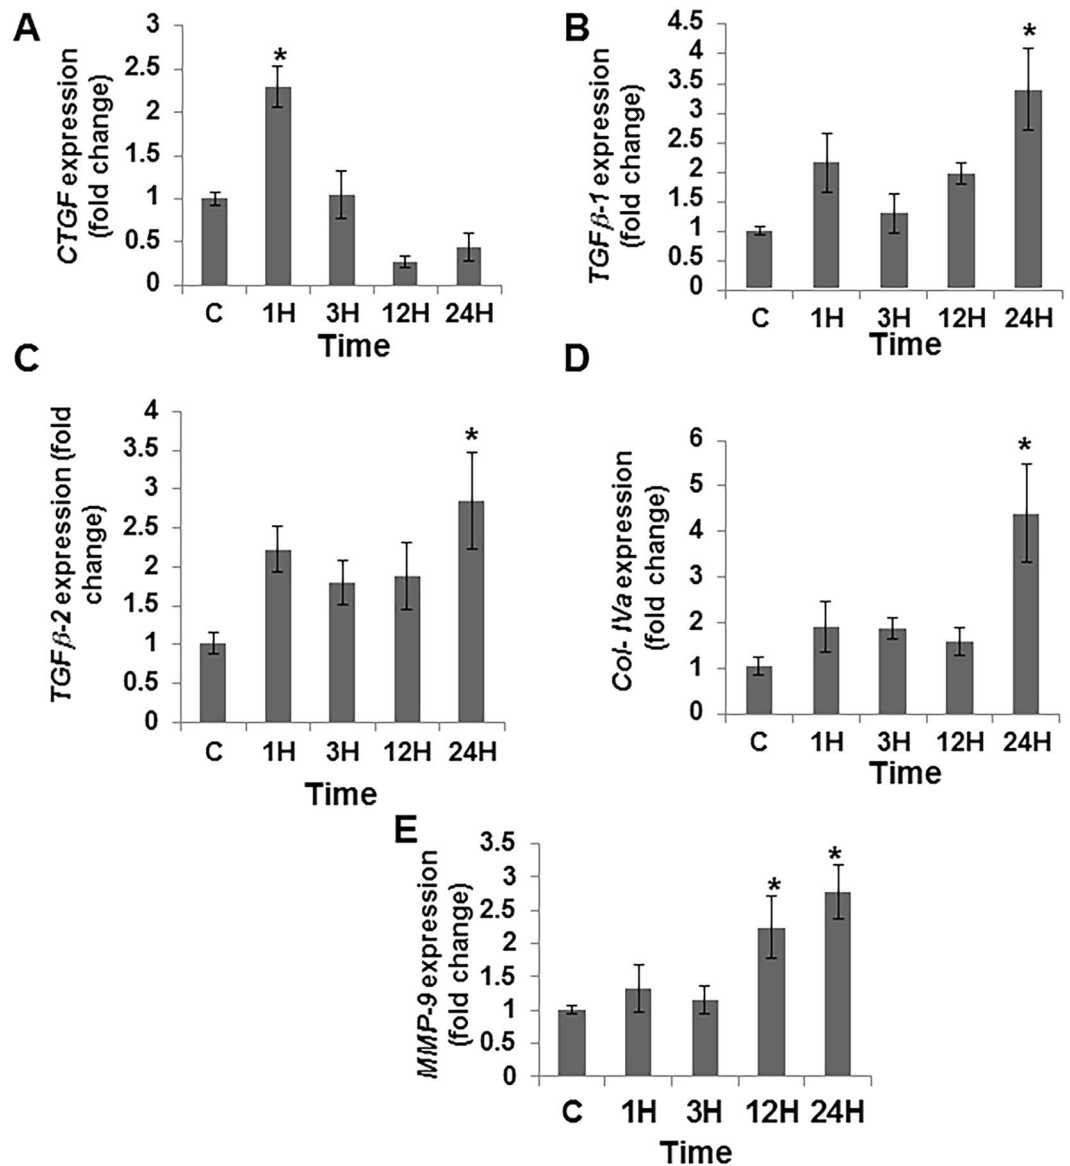 A
CTGF expression
(fold change)
3
2.5
2
1.5
1
0.5
0
*
C 1H 3H 12H 24H
Time
B
TGFβ-1 expression
(fold change)
4.5
4
3.5
3
2.5
2
1.5
1
0.5
0
*
C 1H 3H 12H 24H
Time
C
TGFβ-2 expression (fold
change)
4
3.5
3
2.5
2
1.5
1
0.5
0
*
C 1H 3H 12H 24H
Time
D
Col- IVa expression
(fold change)
6
5
4
3
2
1
0
*
C 1H 3H 12H 24H
Time
E
MMP-9 expression
(fold change)
3.5
3
2.5
2
1.5
1
0.5
0
* *
C 1H 3H 12H 24H
Time